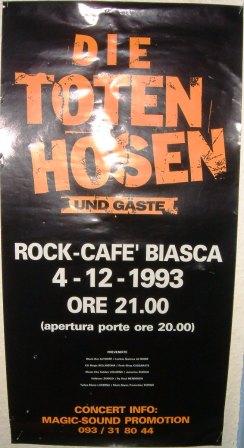 DIE
TOTEN
HOSEN
UND GÄSTE
ROCK-CAFE' BIASCA
4-12-1993
ORE 21.00
(apertura porte ore 20.00)
PREVENDITE
CONCERT INFO:
MAGIC-SOUND PROMOTION
093 / 31 80 44